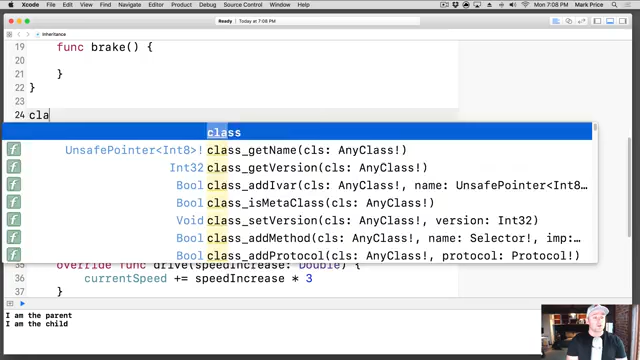 Xcode File Edit View Find Navigate Editor Product Debug Source Control Window Help Mon 7:08 PM Mark Price
Ready | Today at 7:08 PM
Inheritance
19 func brake() {
20
21 }
22 }
23
24 cla
class
UnsafePointer<Int8>! class_getName(cls: AnyClass!)
Int32 class_getVersion(cls: AnyClass!)
Bool class_addIvar(cls: AnyClass!, name: UnsafePointer<Int8...
Bool class_isMetaClass(cls: AnyClass!)
Void class_setVersion(cls: AnyClass!, version: Int32)
Bool class_addMethod(cls: AnyClass!, name: Selector!, imp:...
Bool class_addProtocol(cls: AnyClass!, protocol: Protocol!)
35 override func drive(speedIncrease: Double) {
36 currentSpeed += speedIncrease * 3
37 }
I am the parent
I am the child